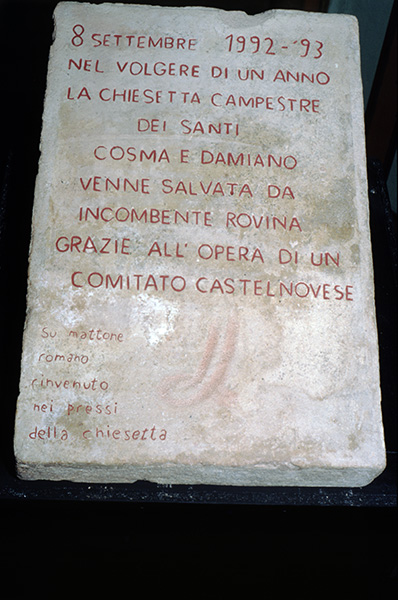 8 SETTEMBRE 1992-'93
NEL VOLGERE DI UN ANNO
LA CHIESETTA CAMPESTRE
DEI SANTI
COSMA E DAMIANO
VENNE SALVATA DA
INCOMBENTE ROVINA
GRAZIE ALL'OPERA DI UN
COMITATO CASTELNOVESE
Su mattone
romano
rinvenuto
nei pressi
della chiesetta